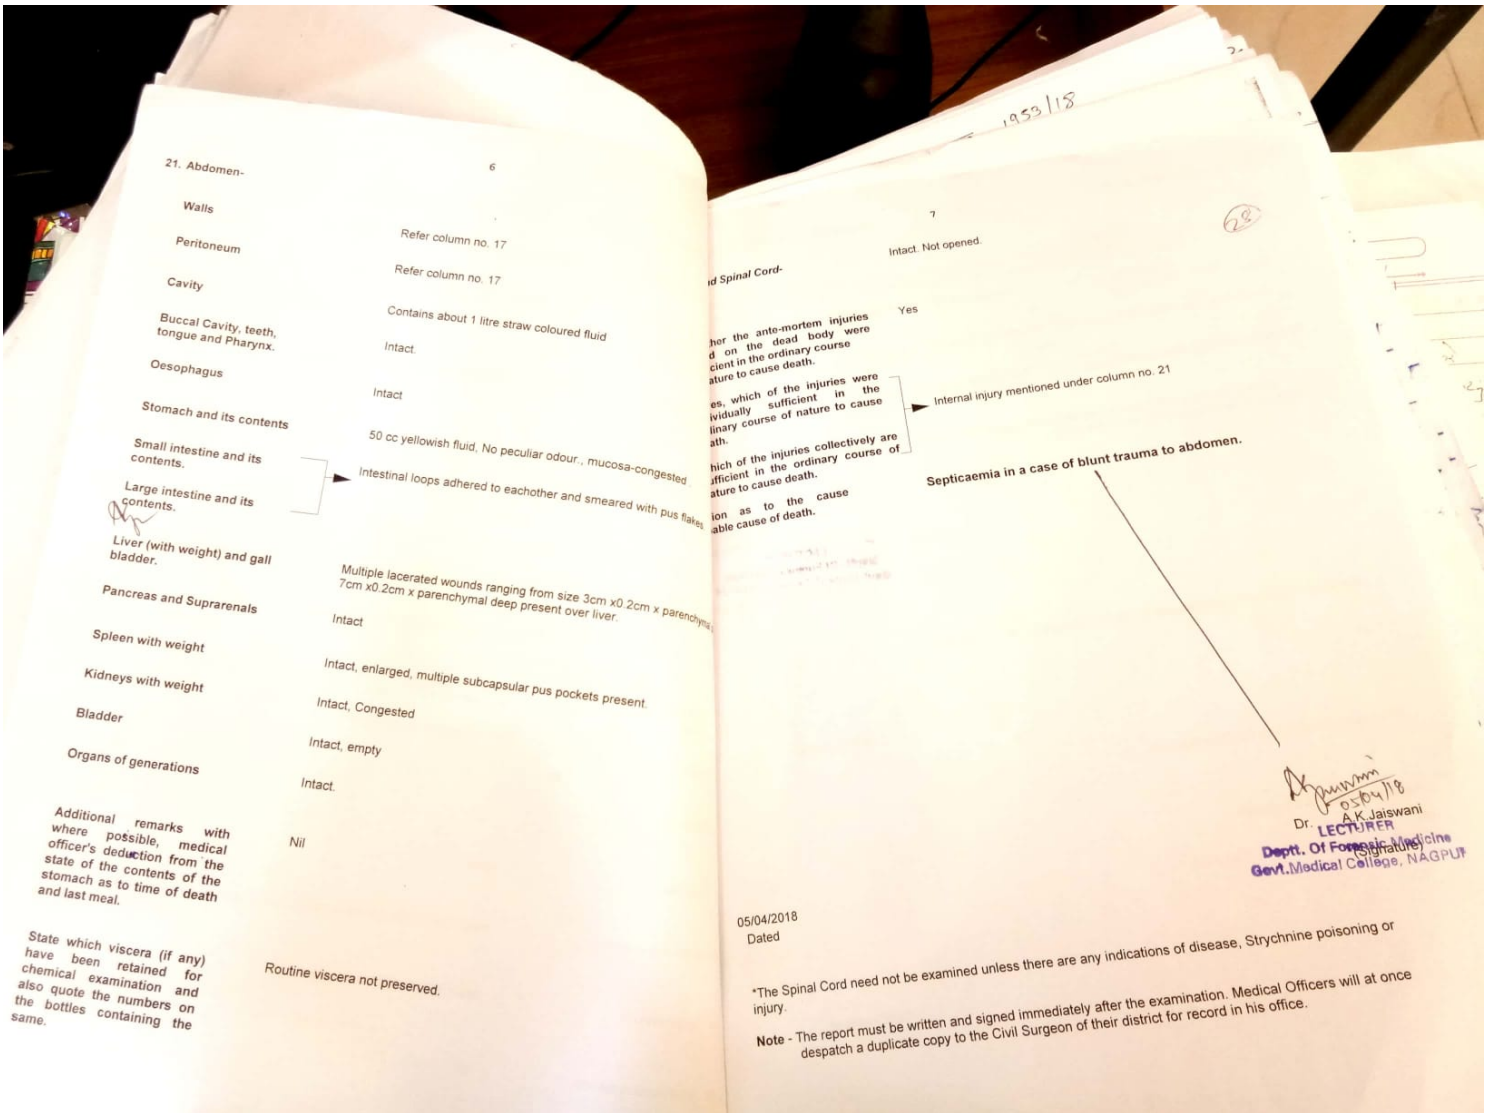 6
21. Abdomen-
Walls
Refer column no. 17
Peritoneum
Refer column no. 17
Cavity
Contains about 1 litre straw coloured fluid
Buccal Cavity, teeth,
tongue and Pharynx.
Intact.
Oesophagus
Intact
Stomach and its contents
50 cc yellowish fluid, No peculiar odour., mucosa-congested
Small intestine and its
contents.
Large intestine and its
contents.
Intestinal loops adhered to eachother and smeared with pus flakes
Liver (with weight) and gall
bladder.
Multiple lacerated wounds ranging from size 3cm x0.2cm x parenchyma
7cm x0.2cm x parenchymal deep present over liver.
Pancreas and Suprarenals
Intact
Spleen with weight
Intact, enlarged, multiple subcapsular pus pockets present.
Kidneys with weight
Intact, Congested
Bladder
Intact, empty
Organs of generations
Intact.
Additional remarks with
where possible, medical
officer's deduction from the
state of the contents of the
stomach as to time of death
and last meal.
Nil
State which viscera (if any)
have been retained for
chemical examination and
also quote the numbers on
the bottles containing the
same.
Routine viscera not preserved.
1953/18
7
28
nd Spinal Cord-
Intact. Not opened.
her the ante-mortem injuries
d on the dead body were
cient in the ordinary course
ature to cause death.
Yes
es, which of the injuries were
ividually sufficient in the
linary course of nature to cause
ath.
hich of the injuries collectively are
ufficient in the ordinary course of
ature to cause death.
Internal injury mentioned under column no. 21
ion as to the cause
able cause of death.
Septicaemia in a case of blunt trauma to abdomen.
05/04/18
Dr. A.K.Jaiswani
LECTURER
(Signature)
Deptt. Of Forensic Medicine
Govt.Medical College, NAGPUR
05/04/2018
Dated
*The Spinal Cord need not be examined unless there are any indications of disease, Strychnine poisoning or
injury.
Note - The report must be written and signed immediately after the examination. Medical Officers will at once
despatch a duplicate copy to the Civil Surgeon of their district for record in his office.